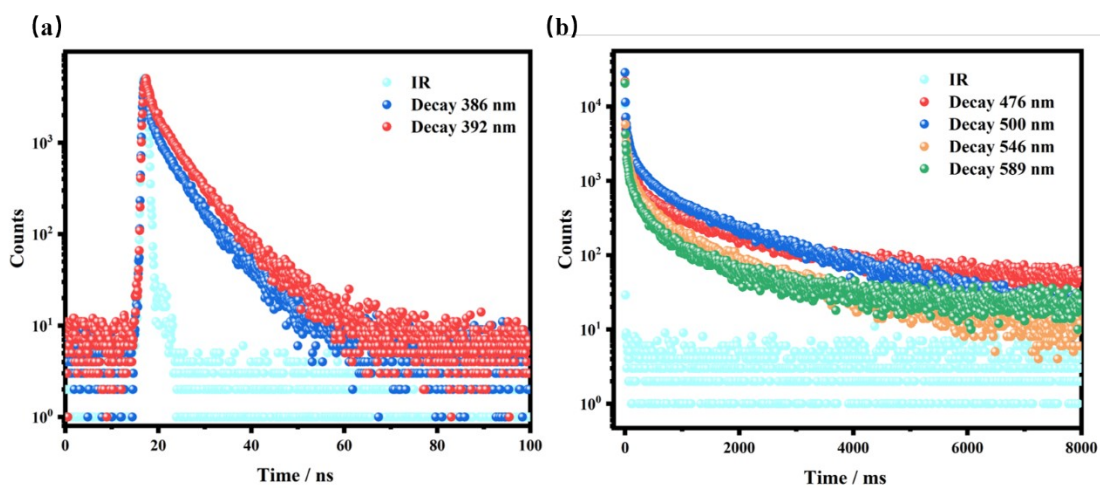 (a)
IR
Decay 386 nm
Decay 392 nm
Counts
10³
10²
10¹
10⁰
0 20 40 60 80 100
Time / ns
(b)
IR
Decay 476 nm
Decay 500 nm
Decay 546 nm
Decay 589 nm
Counts
10⁴
10³
10²
10¹
10⁰
0 2000 4000 6000 8000
Time / ms